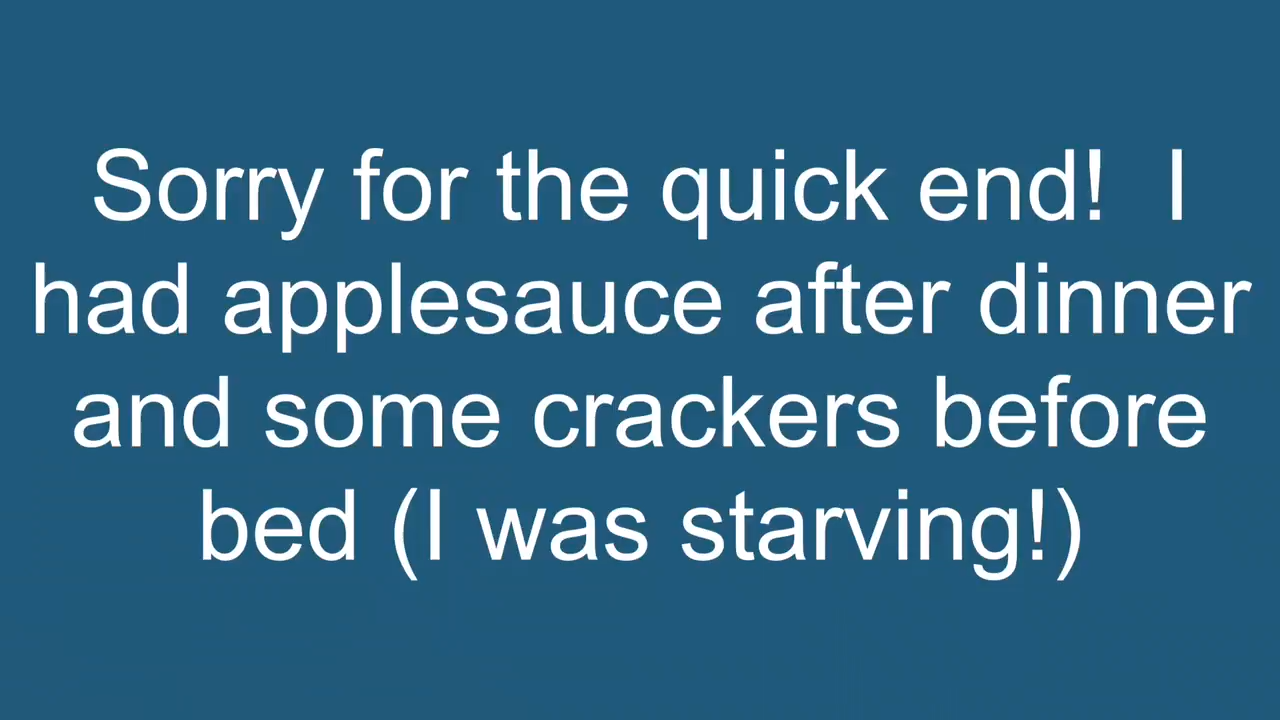 Sorry for the quick end!  I
had applesauce after dinner
and some crackers before
bed (I was starving!)